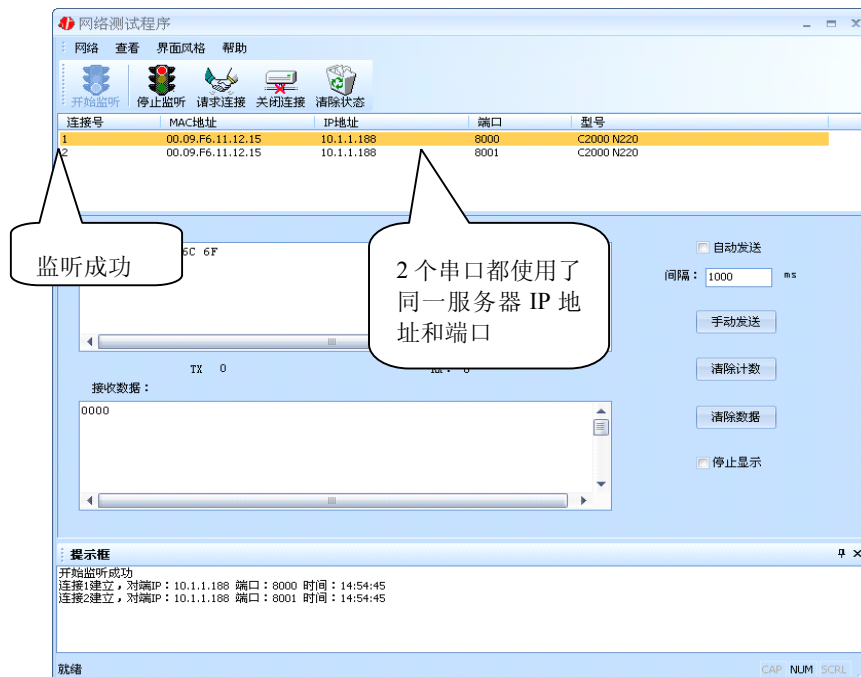 网络测试程序
网络 查看 界面风格 帮助
开始监听 停止监听 请求连接 关闭连接 清除状态
连接号 MAC地址 IP地址 端口 型号
1 00.09.F6.11.12.15 10.1.1.188 8000 C2000 N220
2 00.09.F6.11.12.15 10.1.1.188 8001 C2000 N220
监听成功
6C 6F
2 个串口都使用了
同一服务器 IP 地
址和端口
自动发送
间隔： 1000 ms
手动发送
TX 0
清除计数
接收数据：
0000
清除数据
停止显示
提示框
开始监听成功
连接1建立，对端IP：10.1.1.188 端口：8000 时间：14:54:45
连接2建立，对端IP：10.1.1.188 端口：8001 时间：14:54:45
就绪
CAP NUM SCRL